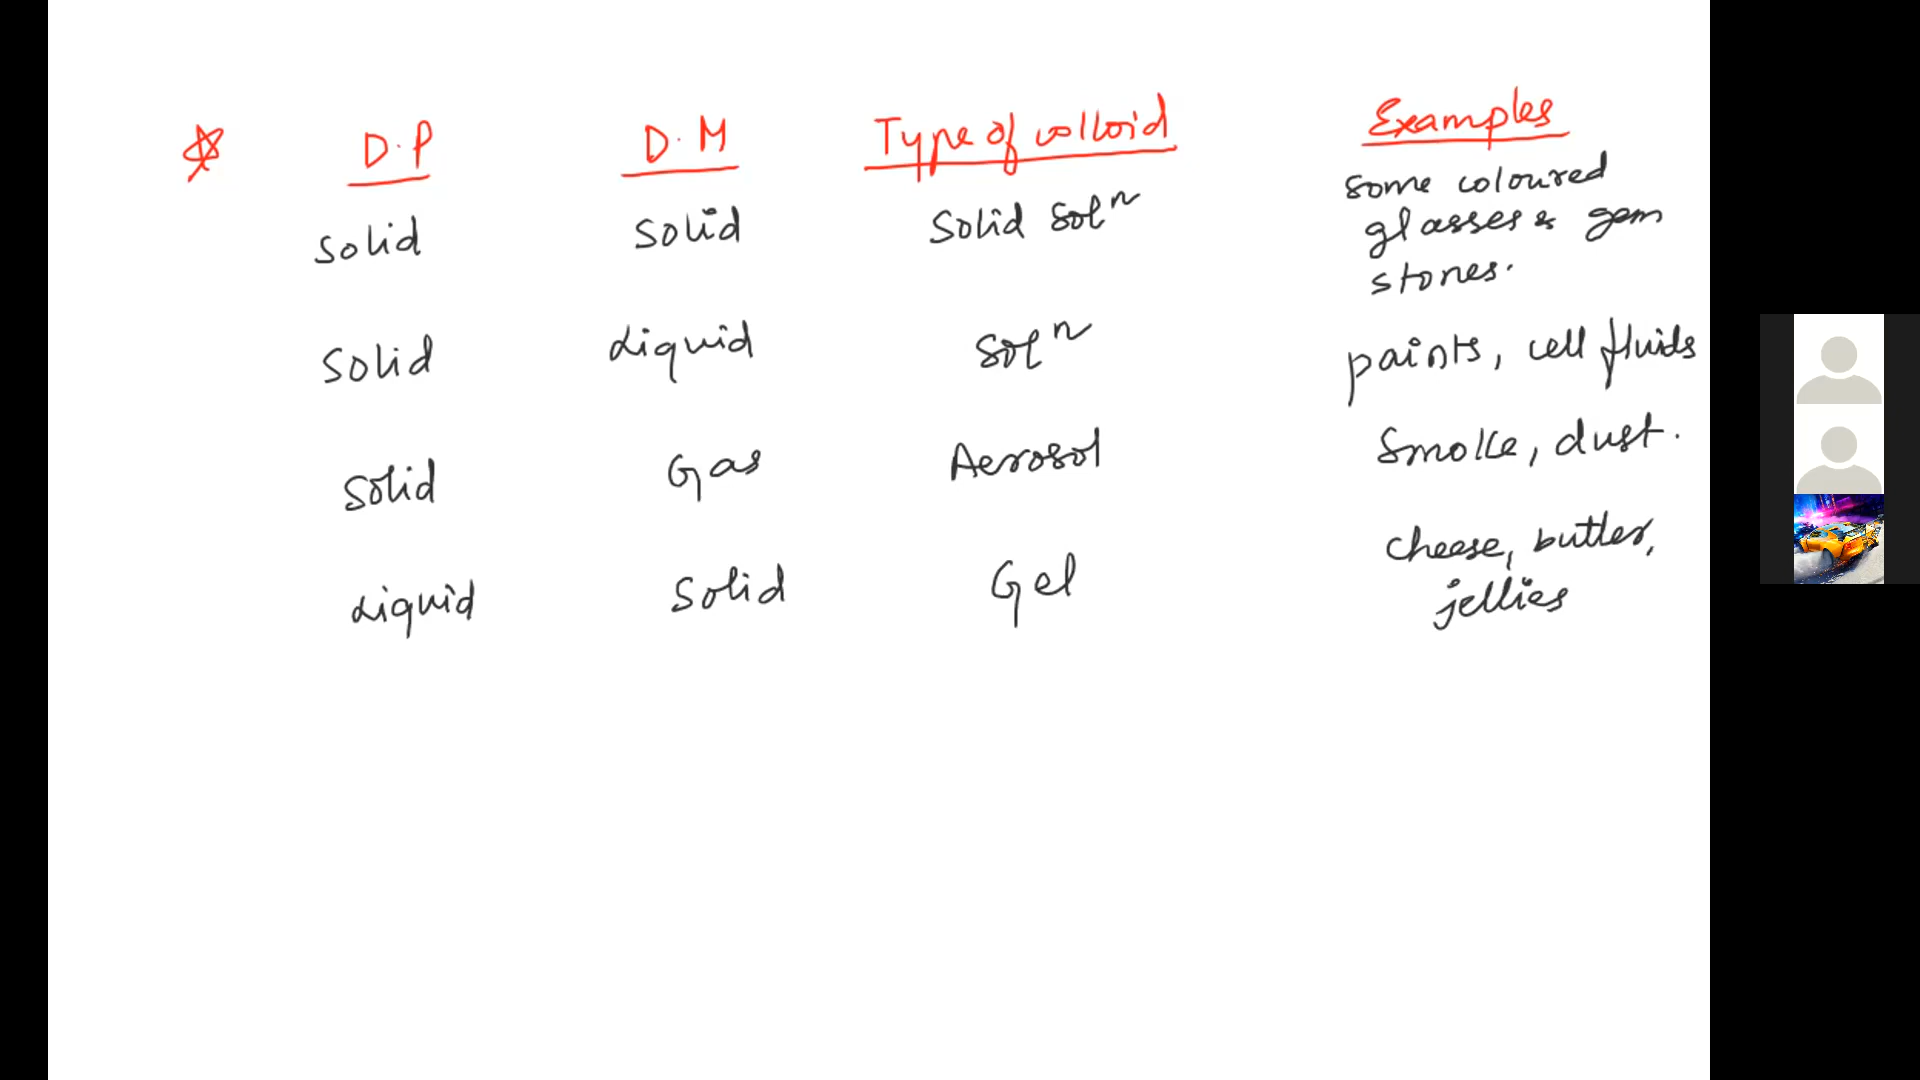 D.P D.M Type of colloid Examples
Solid Solid Solid Solⁿ some coloured
glasses & gem
stones.
Solid Liquid Solⁿ paints, cell fluids
Solid Gas Aerosol Smoke, dust.
Liquid Solid Gel cheese, butter,
jellies